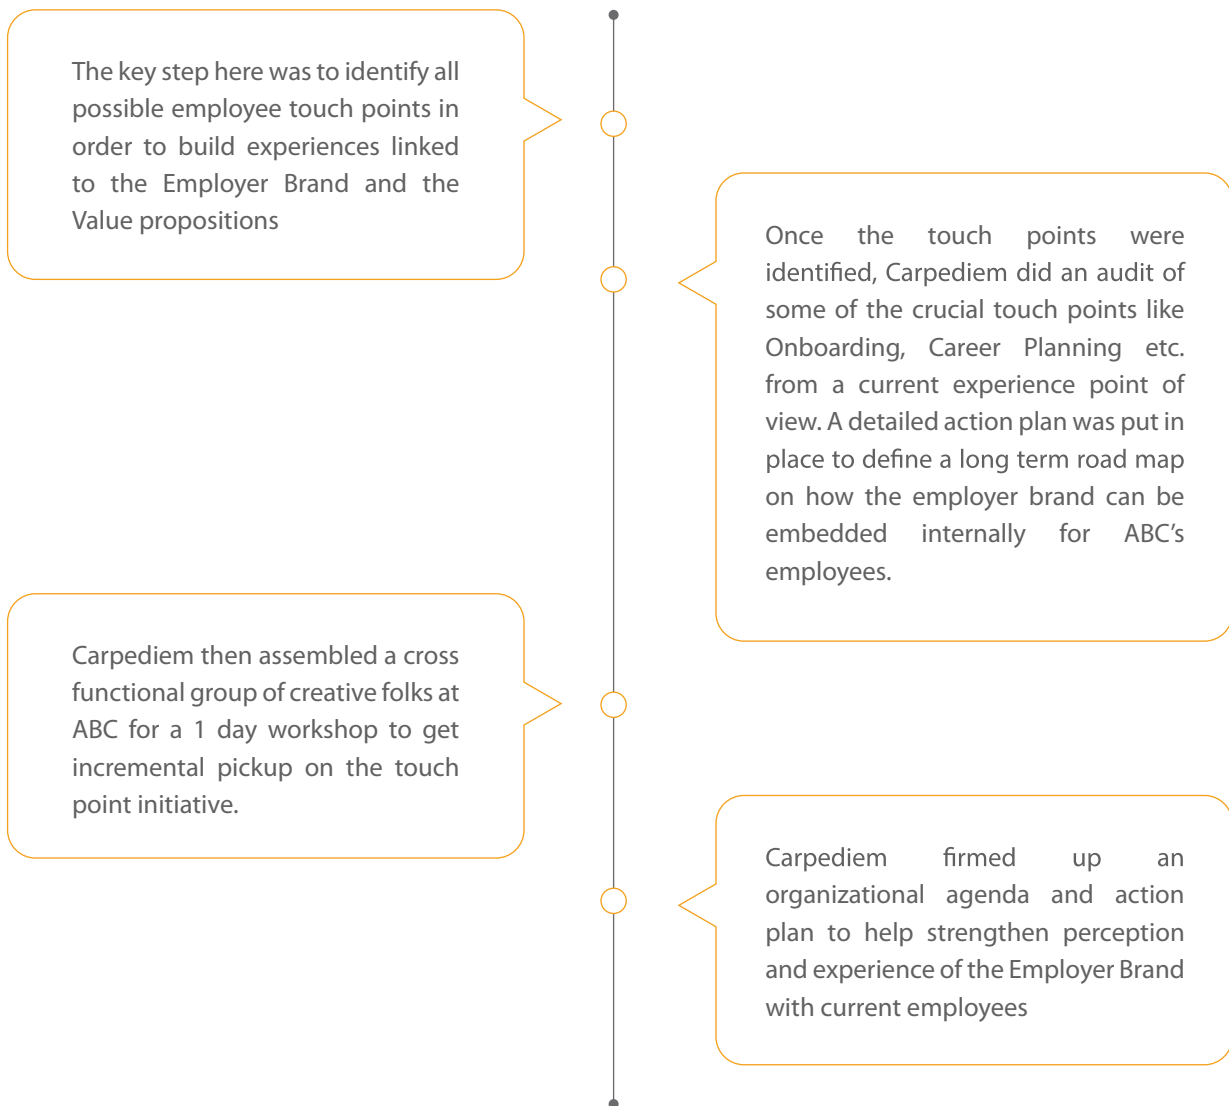 The key step here was to identify all
possible employee touch points in
order to build experiences linked
to the Employer Brand and the
Value propositions
Once the touch points were
identified, Carpediem did an audit of
some of the crucial touch points like
Onboarding, Career Planning etc.
from a current experience point of
view. A detailed action plan was put in
place to define a long term road map
on how the employer brand can be
embedded internally for ABC’s
employees.
Carpediem then assembled a cross
functional group of creative folks at
ABC for a 1 day workshop to get
incremental pickup on the touch
point initiative.
Carpediem firmed up an
organizational agenda and action
plan to help strengthen perception
and experience of the Employer Brand
with current employees